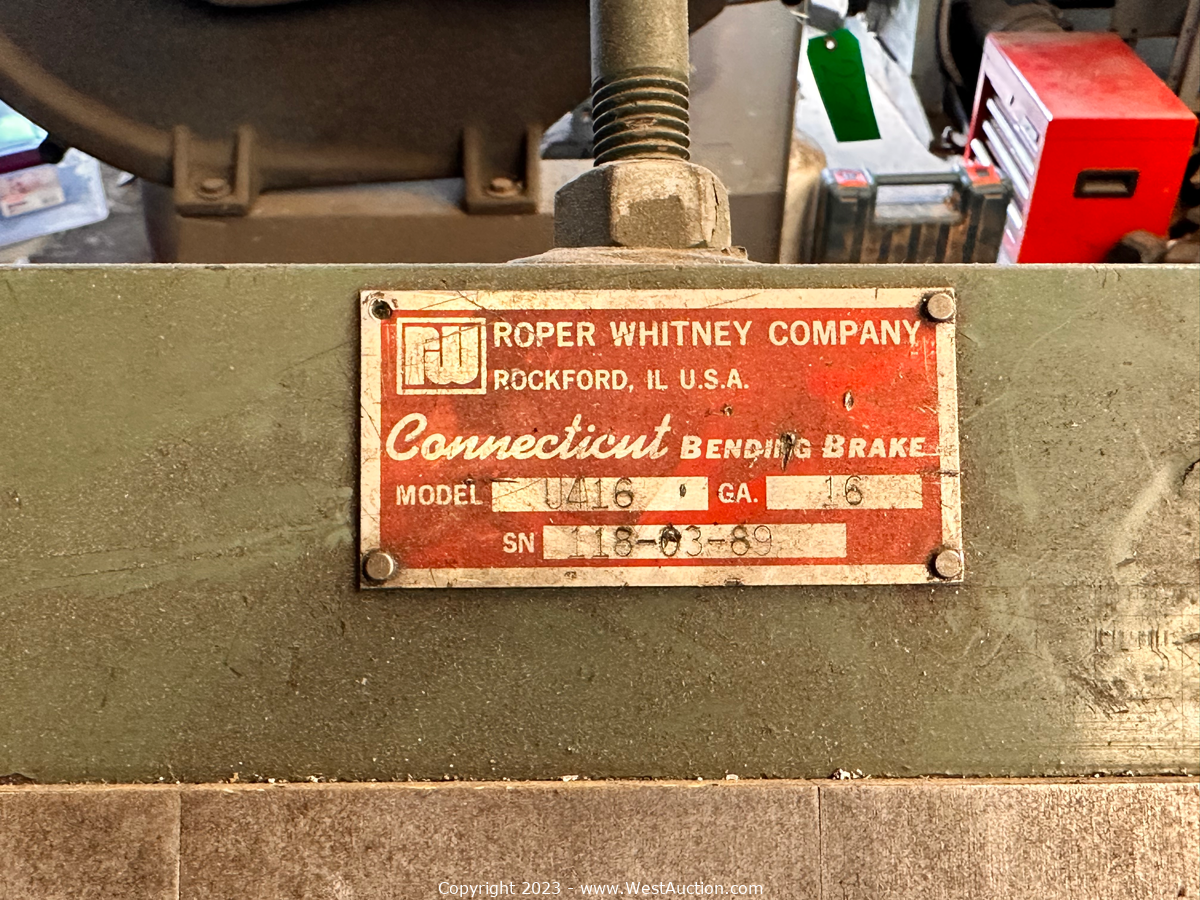 RW ROPER WHITNEY COMPANY
ROCKFORD, IL U.S.A.
Connecticut BENDING BRAKE
MODEL U416 GA. 16
SN 118-03-89
Copyright 2023 - www.WestAuction.com